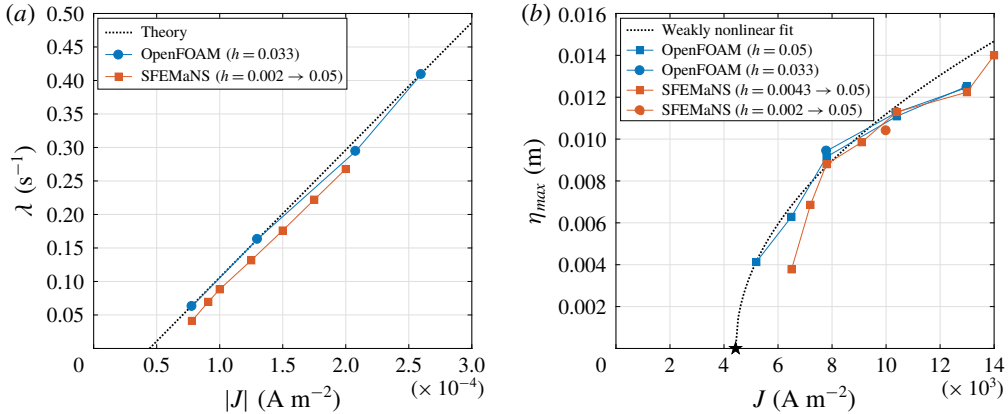 (a)
0.50
0.45
0.40
0.35
0.30
0.25
0.20
0.15
0.10
0.05
λ (s⁻¹)
Theory
OpenFOAM (h = 0.033)
SFEMaNS (h = 0.002 → 0.05)
0 0.5 1.0 1.5 2.0 2.5 3.0
(× 10⁻⁴)
|J| (A m⁻²)
(b)
0.016
0.014
0.012
0.010
0.008
0.006
0.004
0.002
η_max (m)
Weakly nonlinear fit
OpenFOAM (h = 0.05)
OpenFOAM (h = 0.033)
SFEMaNS (h = 0.0043 → 0.05)
SFEMaNS (h = 0.002 → 0.05)
0 2 4 6 8 10 12 14
(× 10³)
J (A m⁻²)